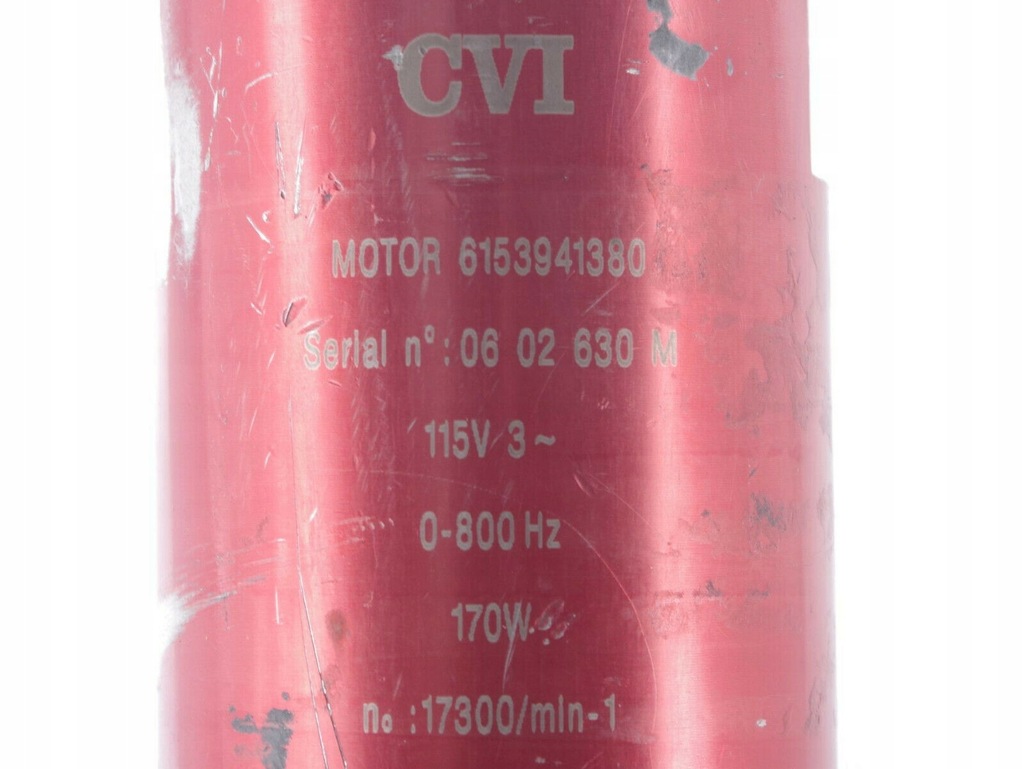 CVI
MOTOR 6153941380
Serial n°:06 02 630 M
115V 3~
0-800 Hz
170W
n₀ :17300/min-1